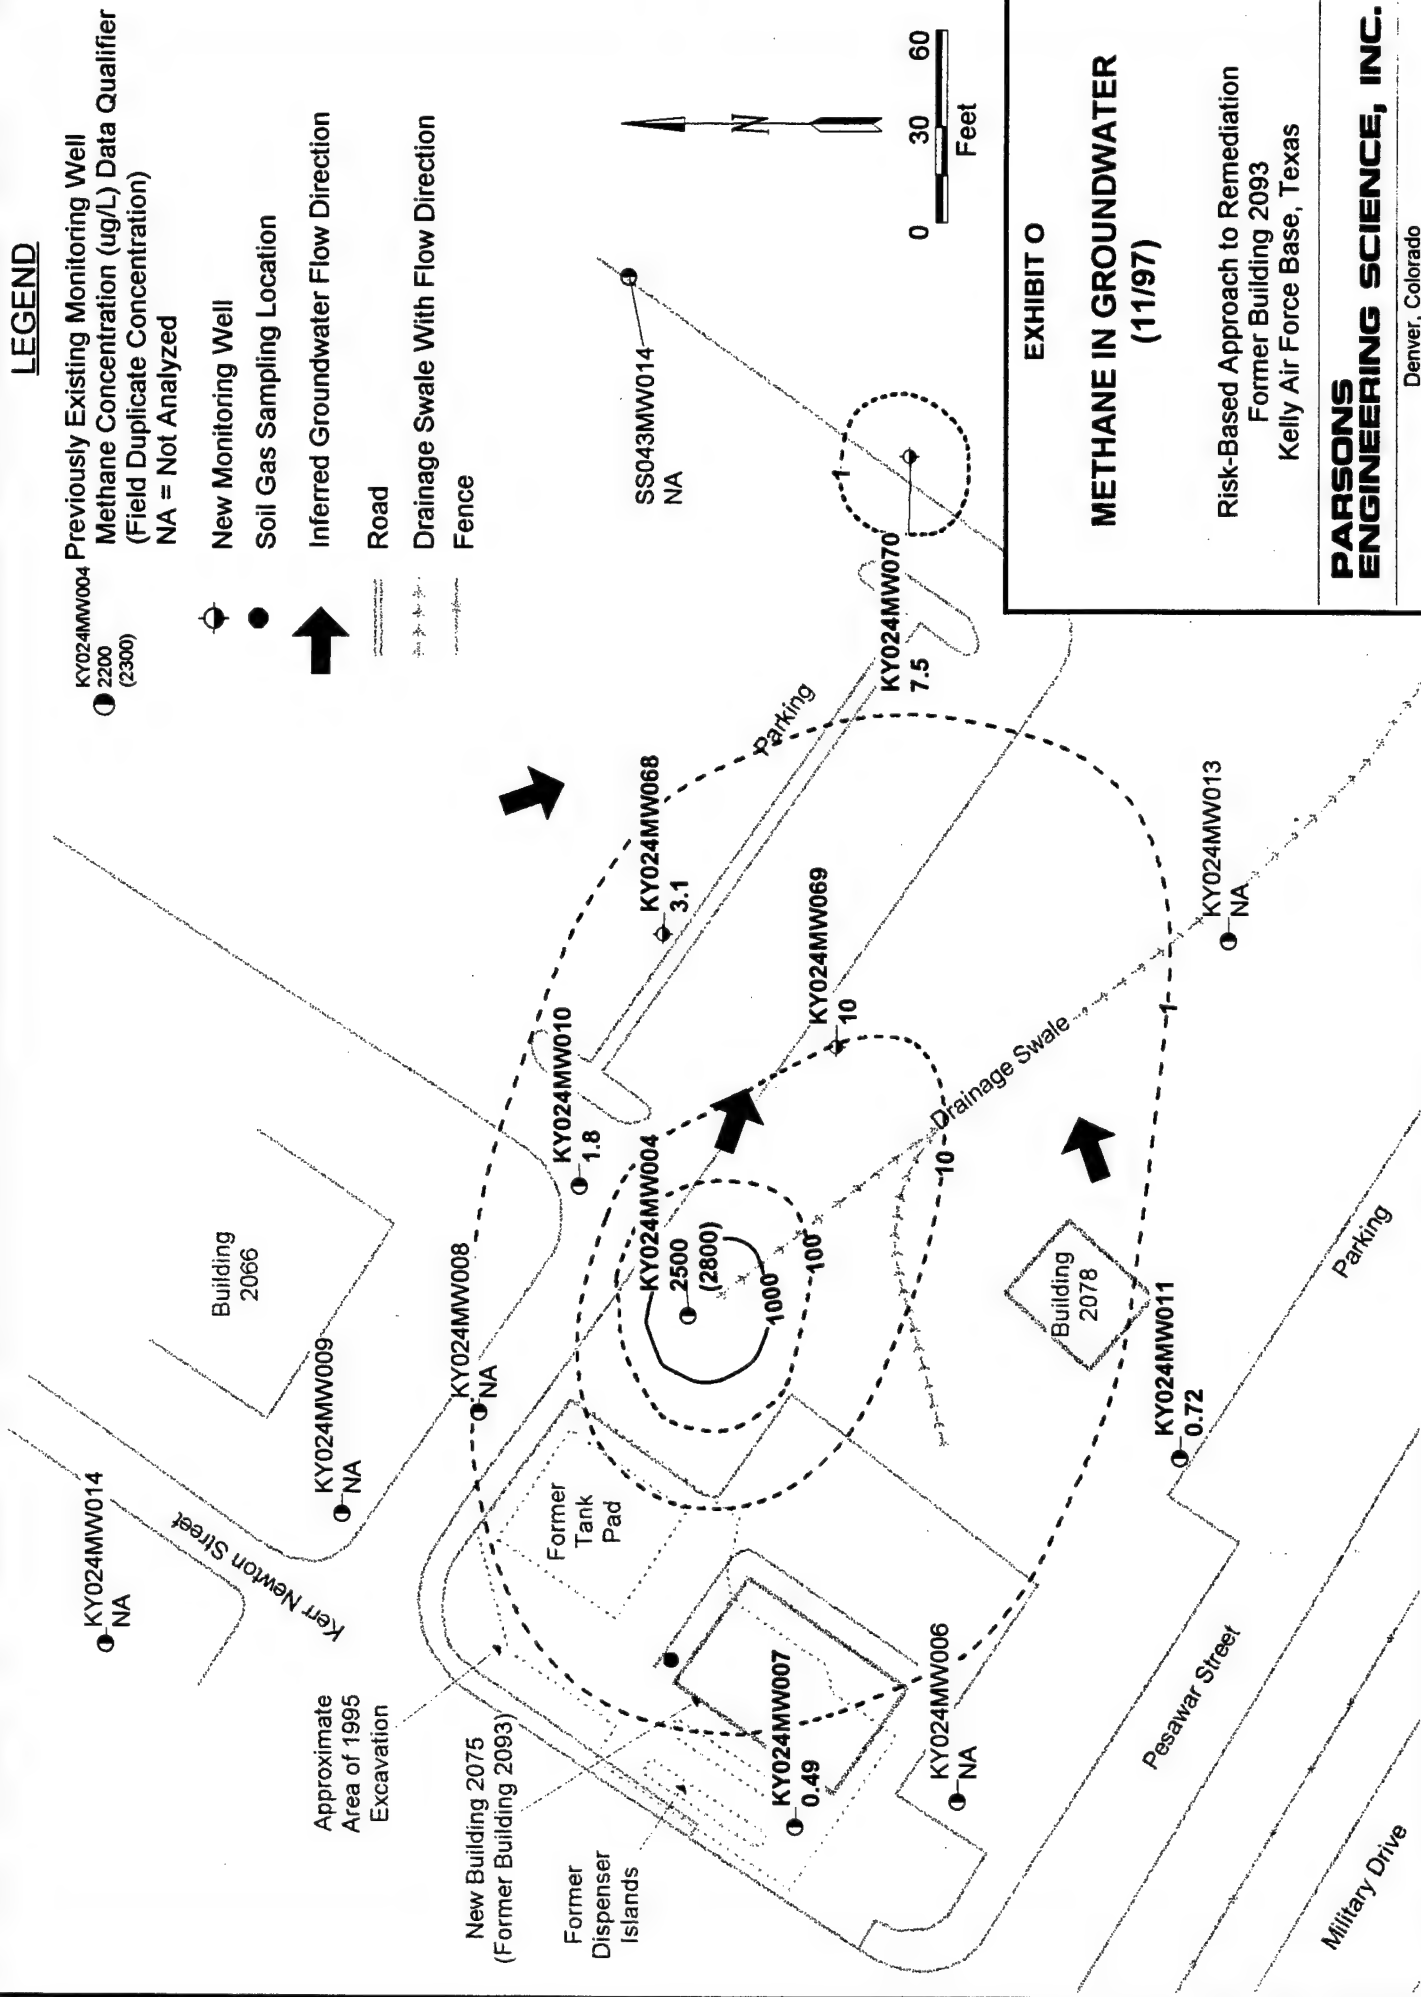 LEGEND
KY024MW004
2200
(2300)
Previously Existing Monitoring Well
Methane Concentration (ug/L) Data Qualifier
(Field Duplicate Concentration)
NA = Not Analyzed
New Monitoring Well
Soil Gas Sampling Location
Inferred Groundwater Flow Direction
Road
Drainage Swale With Flow Direction
Fence
KY024MW014
NA
Kerr Newton Street
KY024MW009
NA
Building
2066
KY024MW008
NA
KY024MW010
1.8
KY024MW068
3.1
Parking
SS043MW014
NA
N
0 30 60
Feet
Approximate
Area of 1995
Excavation
New Building 2075
(Former Building 2093)
Former
Dispenser
Islands
Former
Tank
Pad
KY024MW004
2500
(2800)
1000
100
10
KY024MW069
10
KY024MW070
7.5
1
KY024MW007
0.49
KY024MW006
NA
Drainage Swale
1
Building
2078
KY024MW011
0.72
KY024MW013
NA
Parking
Pesawar Street
Military Drive
EXHIBIT O
METHANE IN GROUNDWATER
(11/97)
Risk-Based Approach to Remediation
Former Building 2093
Kelly Air Force Base, Texas
PARSONS
ENGINEERING SCIENCE, INC.
Denver, Colorado